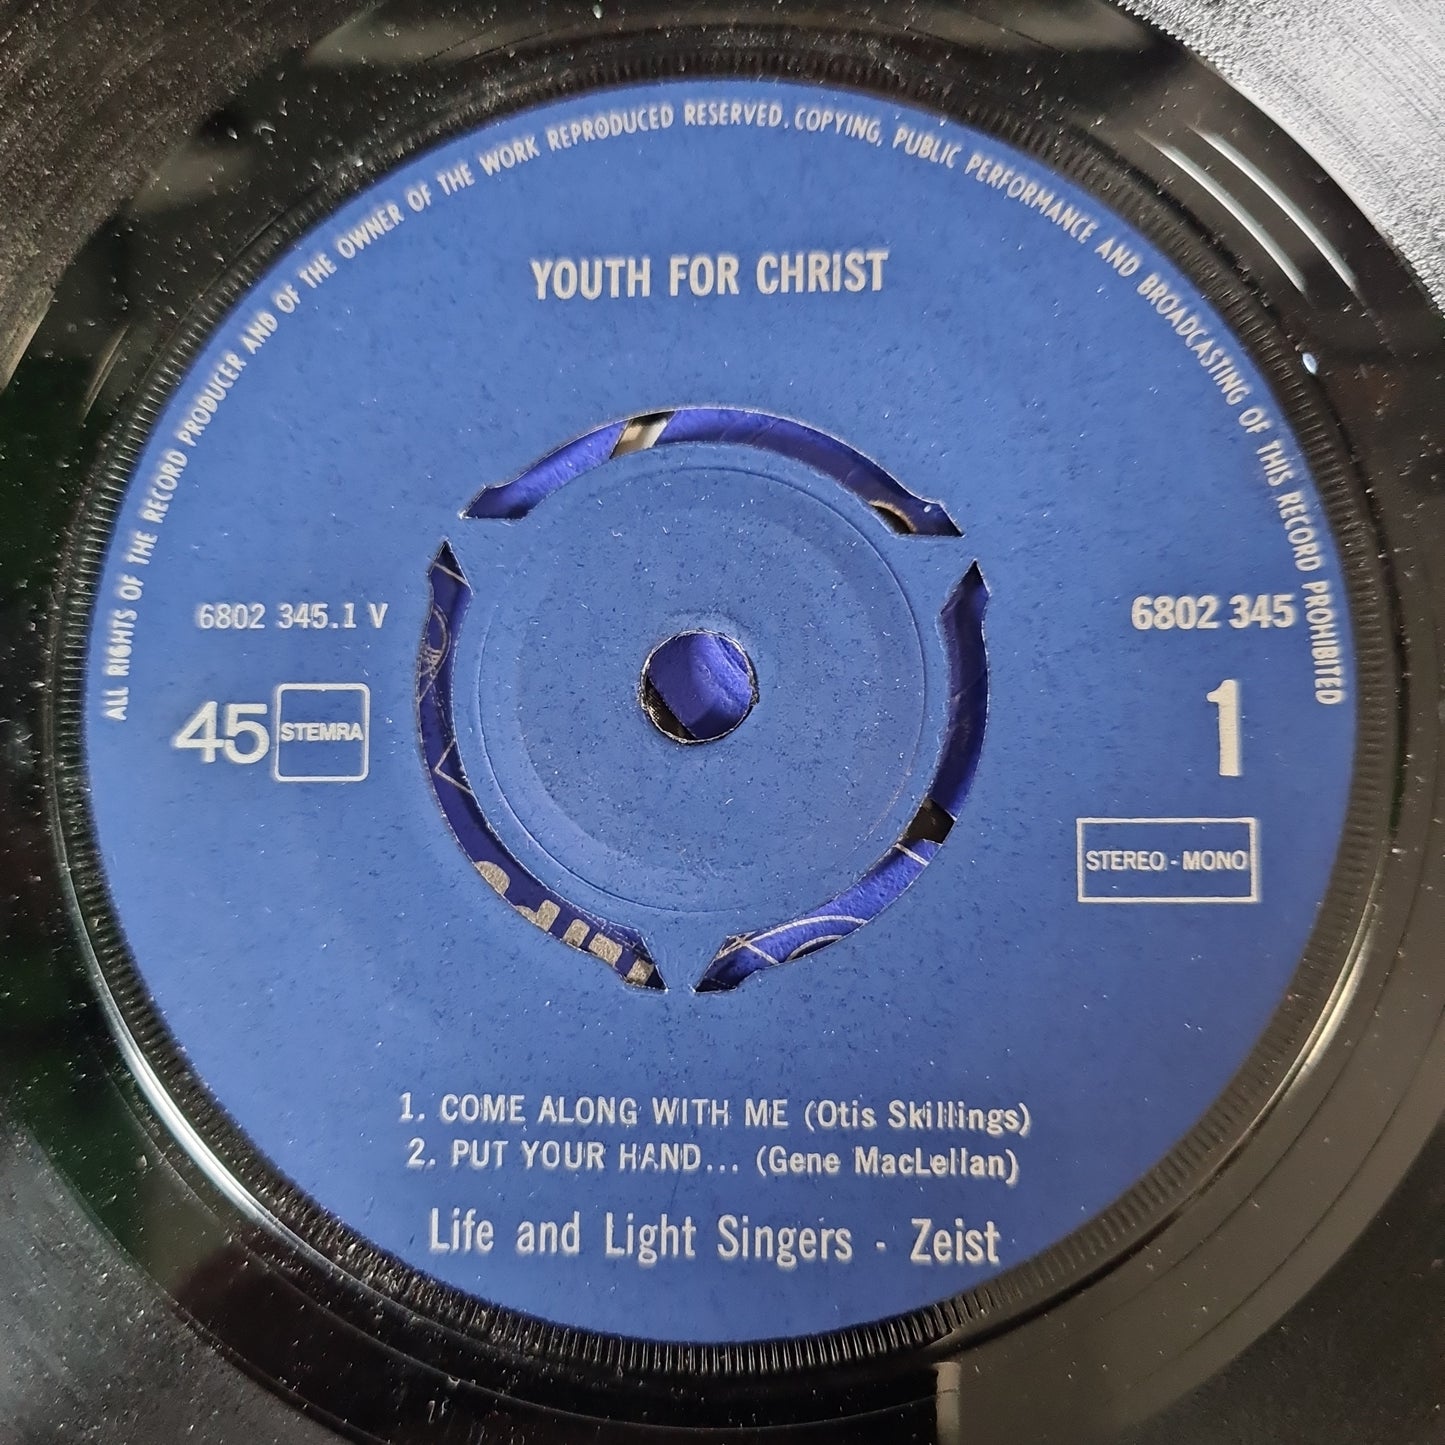 ALL RIGHTS OF THE RECORD PRODUCER AND OF THE OWNER OF THE WORK REPRODUCED RESERVED. COPYING, PUBLIC PERFORMANCE AND BROADCASTING OF THIS RECORD PROHIBITED
YOUTH FOR CHRIST
6802 345.1 V
6802 345
45
STEMRA
1
STEREO - MONO
1. COME ALONG WITH ME (Otis Skillings)
2. PUT YOUR HAND... (Gene MacLellan)
Life and Light Singers - Zeist